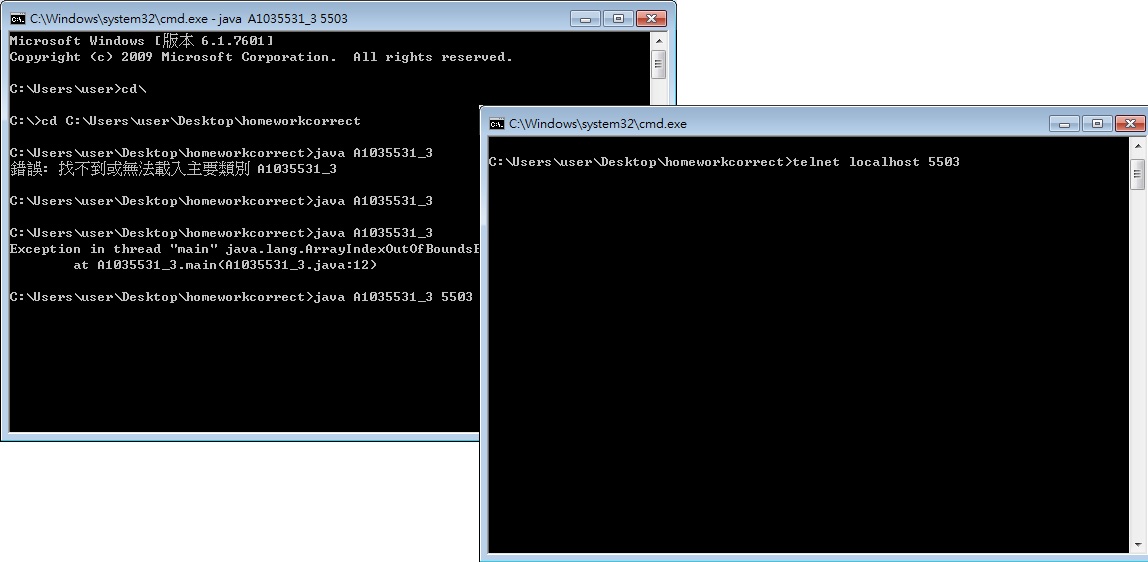 C:\Windows\system32\cmd.exe - java  A1035531_3 5503
Microsoft Windows [版本 6.1.7601]
Copyright (c) 2009 Microsoft Corporation.  All rights reserved.
C:\Users\user>cd\
C:\>cd C:\Users\user\Desktop\homeworkcorrect
C:\Users\user\Desktop\homeworkcorrect>java A1035531_3
錯誤: 找不到或無法載入主要類別 A1035531_3
C:\Users\user\Desktop\homeworkcorrect>java A1035531_3
C:\Users\user\Desktop\homeworkcorrect>java A1035531_3
Exception in thread "main" java.lang.ArrayIndexOutOfBoundsE
at A1035531_3.main(A1035531_3.java:12)
C:\Users\user\Desktop\homeworkcorrect>java A1035531_3 5503
C:\Windows\system32\cmd.exe
C:\Users\user\Desktop\homeworkcorrect>telnet localhost 5503